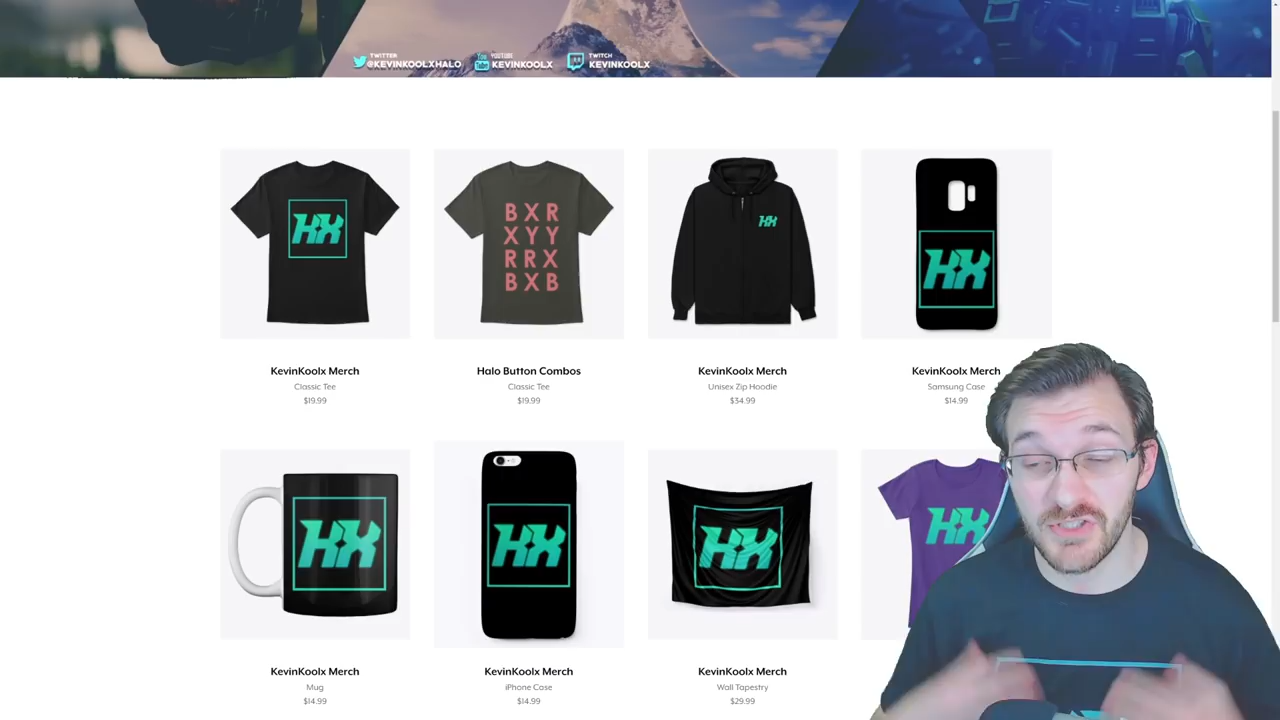 TWITTER
@KEVINKOOLXHALO
YOUTUBE
You
Tube
KEVINKOOLX
TWITCH
KEVINKOOLX
KX
BXR
XYY
RRX
BXB
KX
KX
KevinKoolx Merch
Classic Tee
$19.99
Halo Button Combos
Classic Tee
$19.99
KevinKoolx Merch
Unisex Zip Hoodie
$34.99
KevinKoolx Merch
Samsung Case
$14.99
KX
KX
KX
KX
KevinKoolx Merch
Mug
$14.99
KevinKoolx Merch
iPhone Case
$14.99
KevinKoolx Merch
Wall Tapestry
$29.99